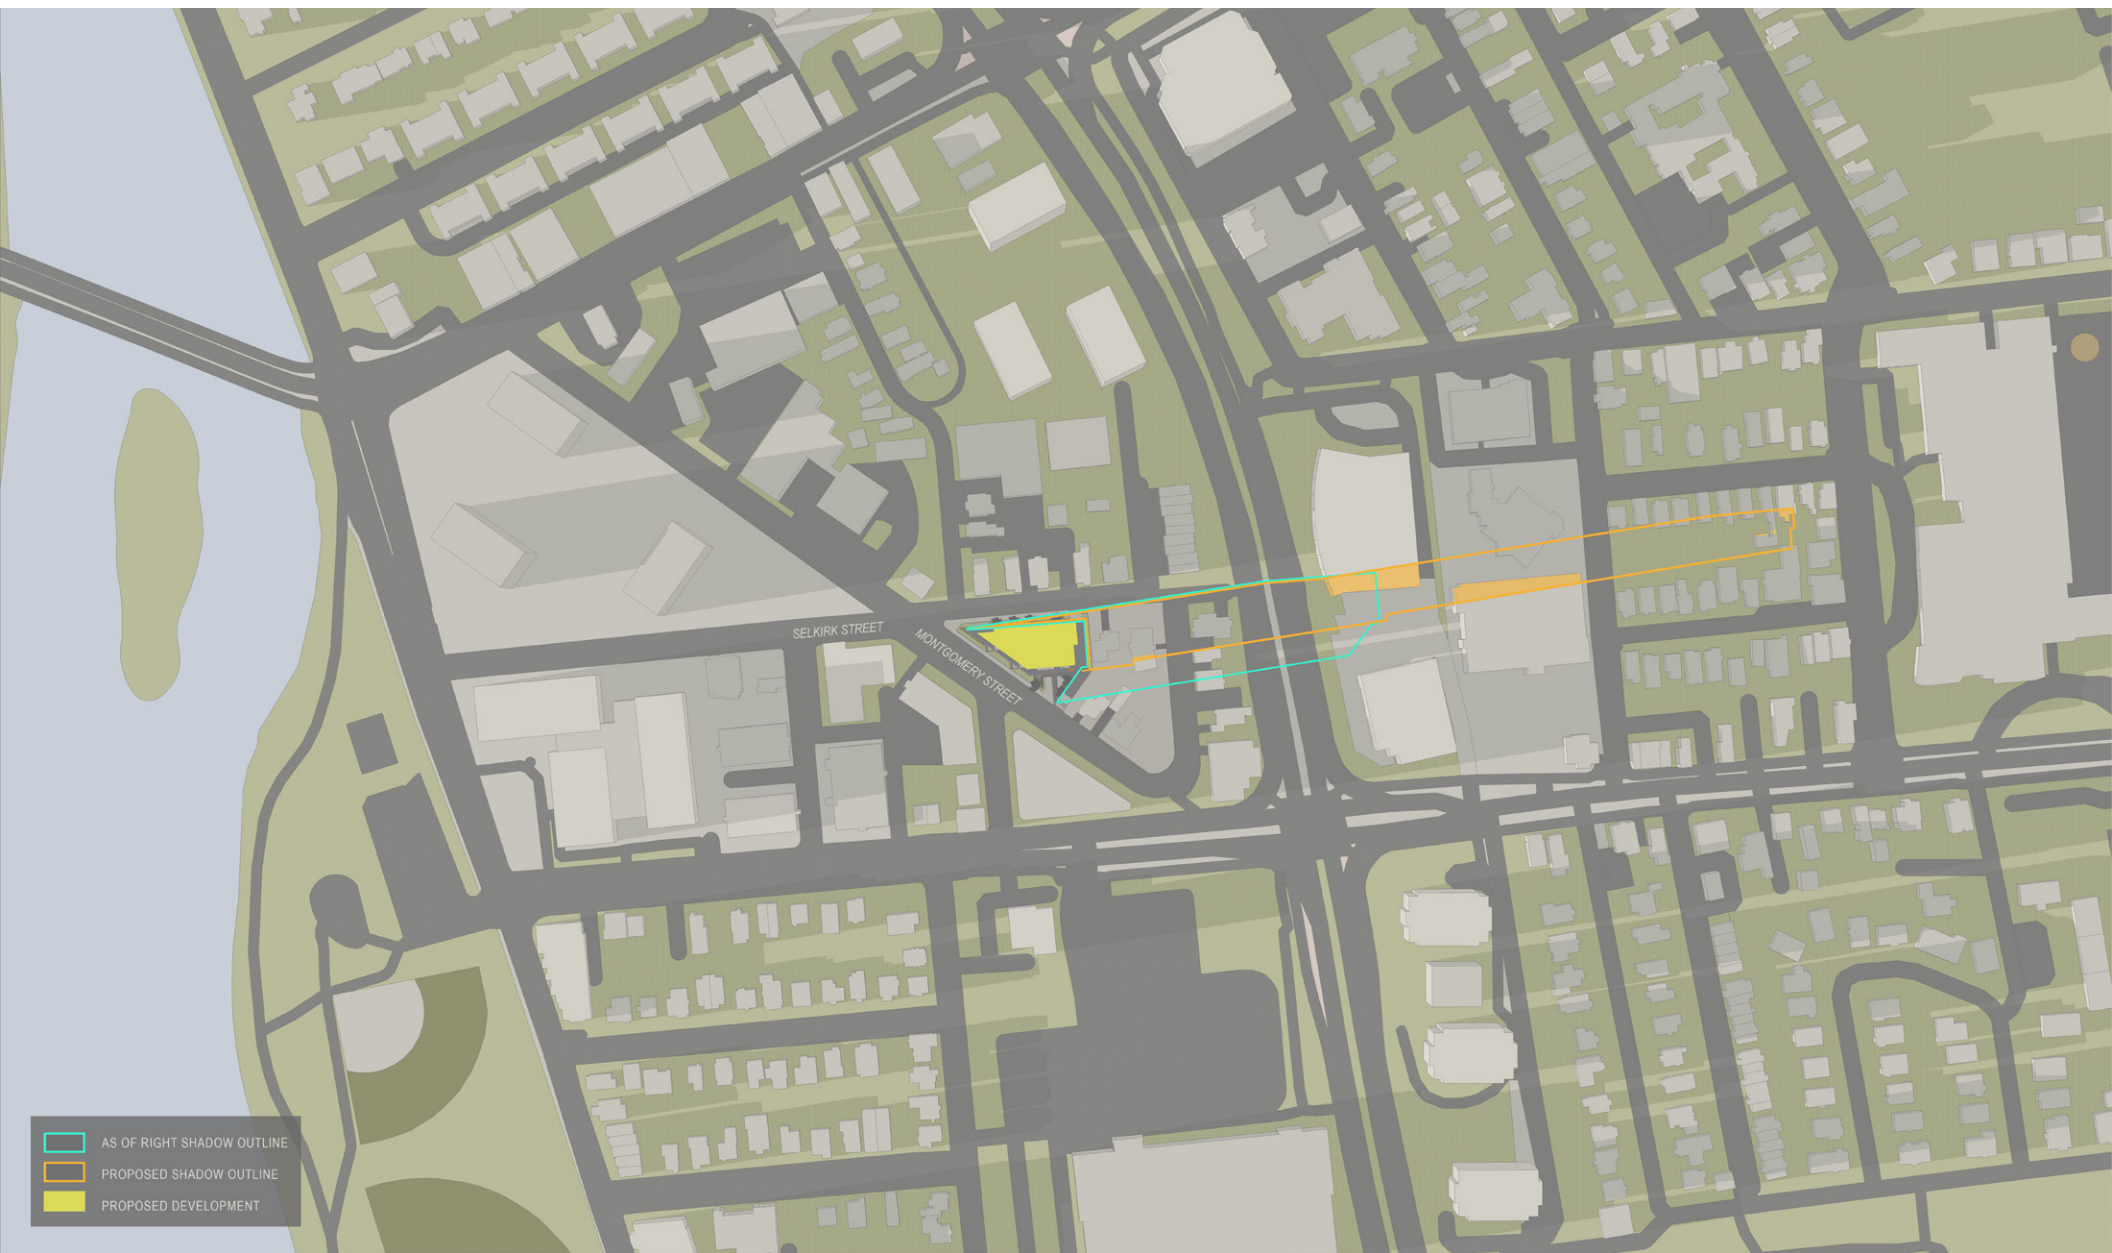 SELKIRK STREET
MONTGOMERY STREET
AS OF RIGHT SHADOW OUTLINE
PROPOSED SHADOW OUTLINE
PROPOSED DEVELOPMENT